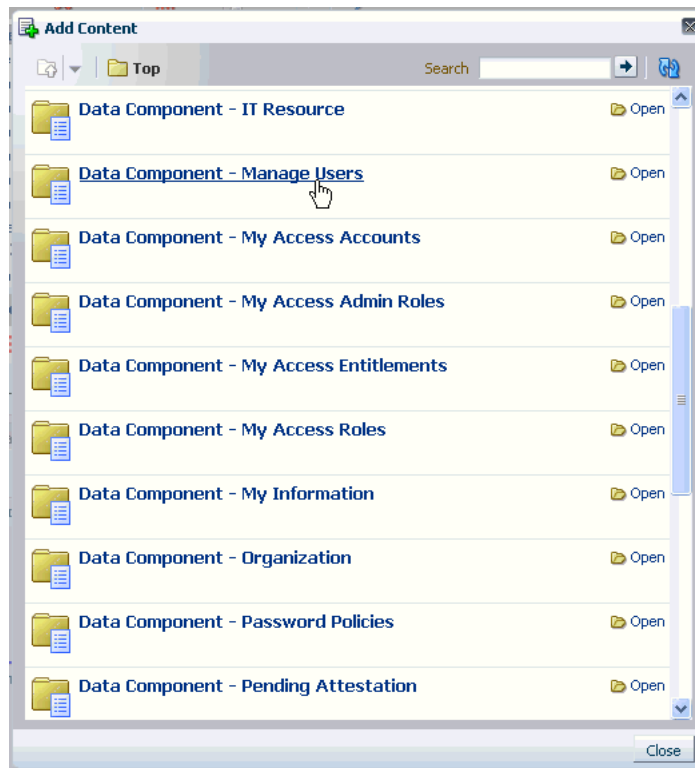 Add Content
Top Search
Data Component - IT Resource Open
Data Component - Manage Users Open
Data Component - My Access Accounts Open
Data Component - My Access Admin Roles Open
Data Component - My Access Entitlements Open
Data Component - My Access Roles Open
Data Component - My Information Open
Data Component - Organization Open
Data Component - Password Policies Open
Data Component - Pending Attestation Open
Close